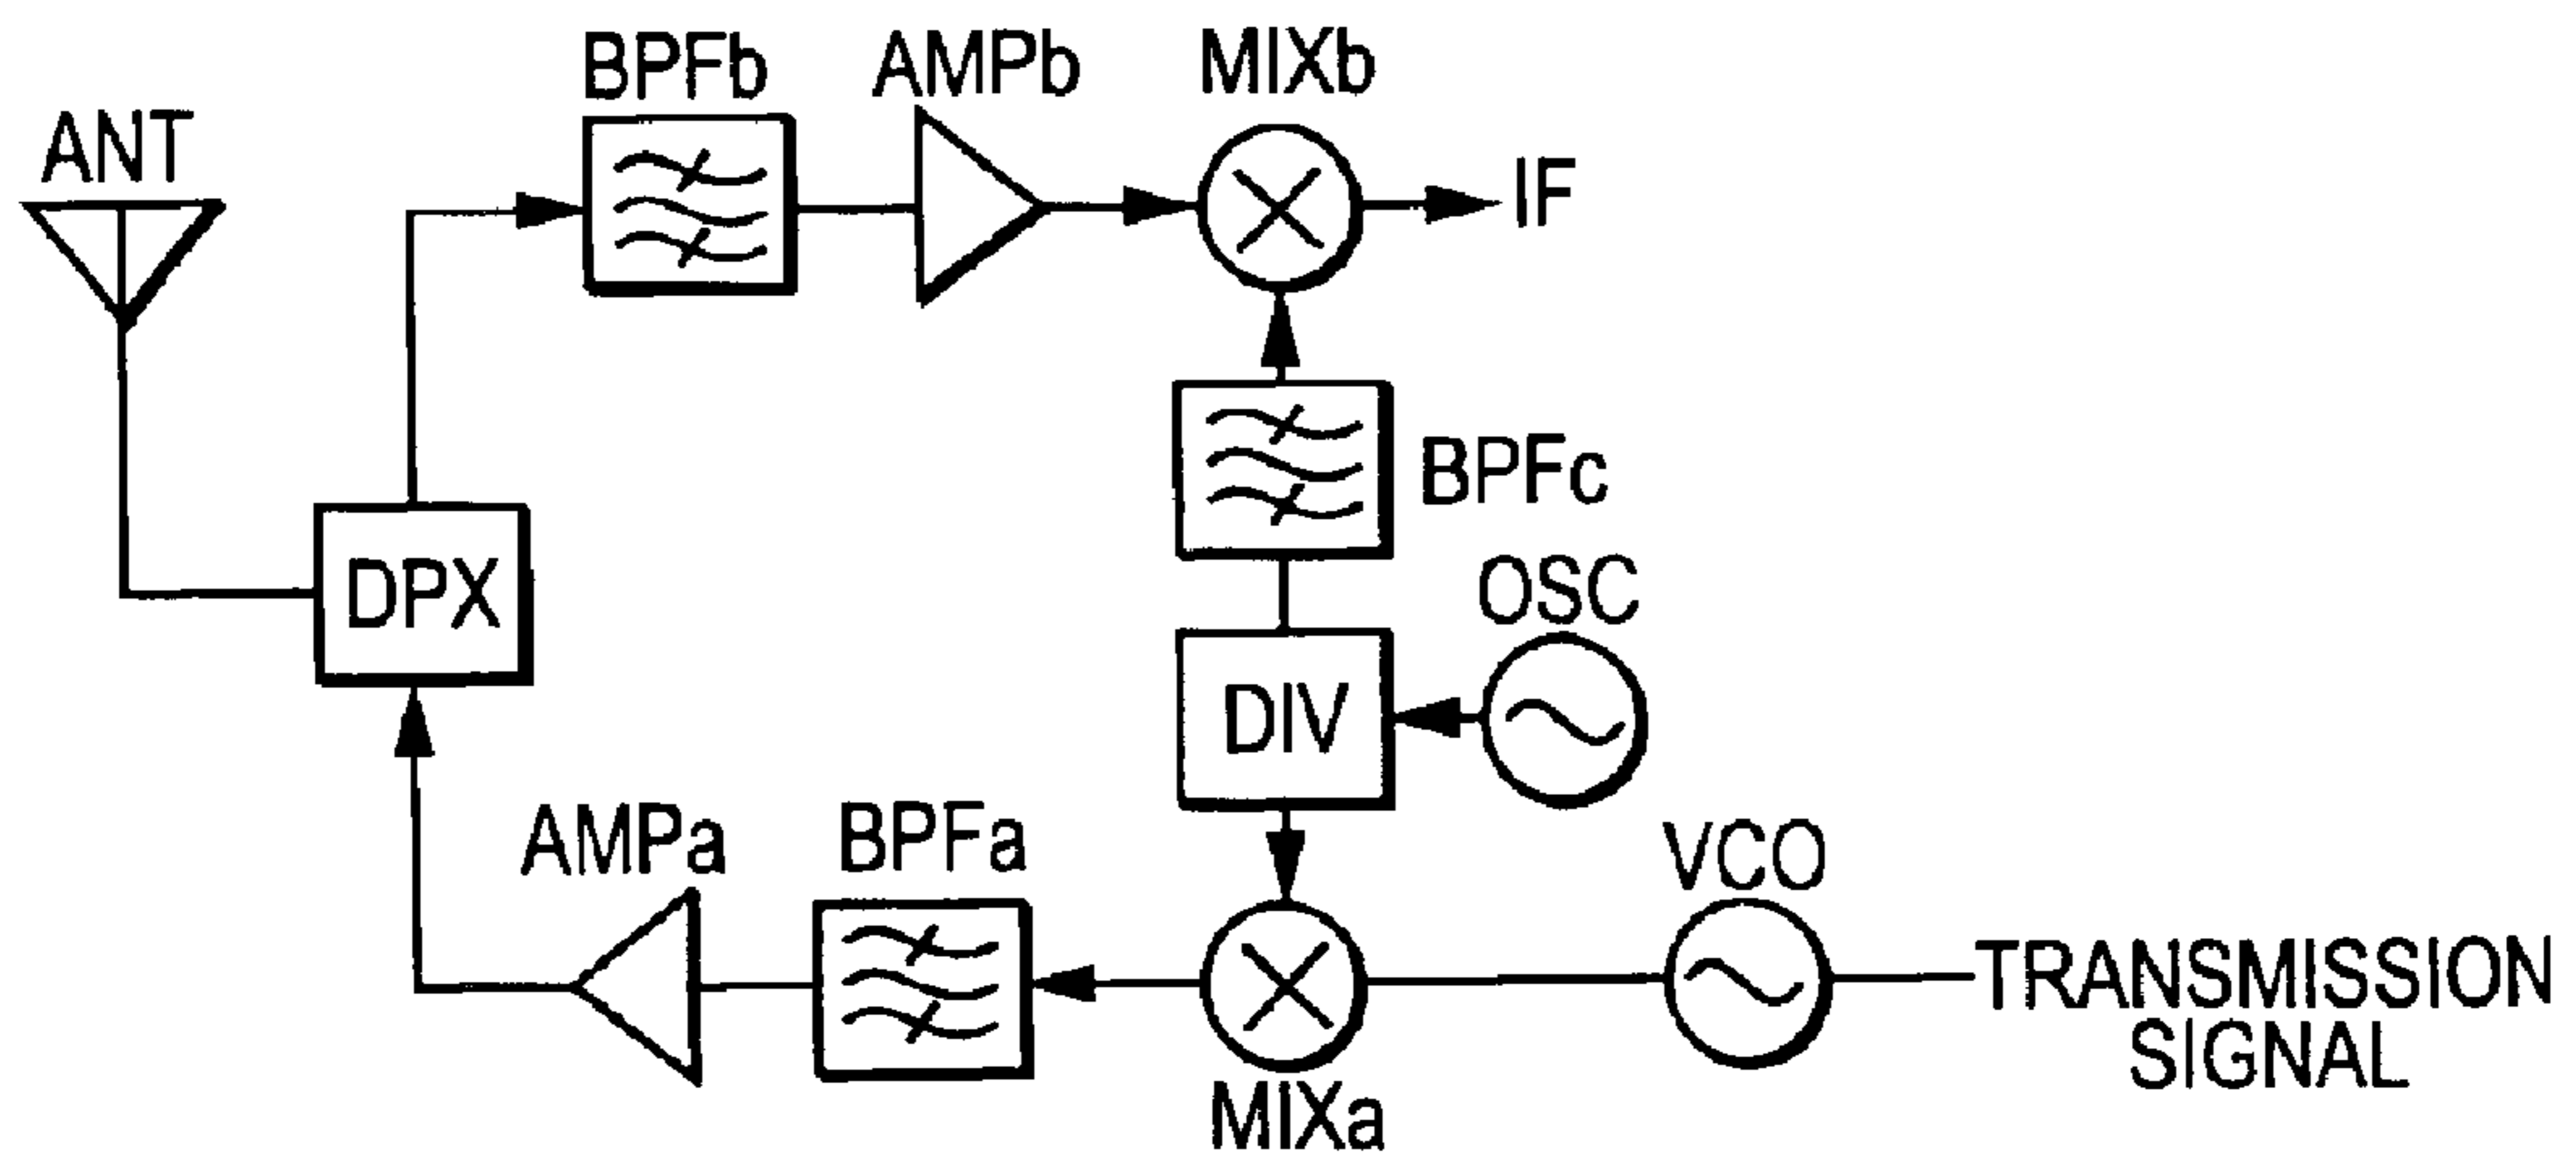 BPFb
AMPb
MIXb
ANT
IF
BPFc
DPX
OSC
DIV
AMPa
BPFa
VCO
TRANSMISSION
SIGNAL
MIXa